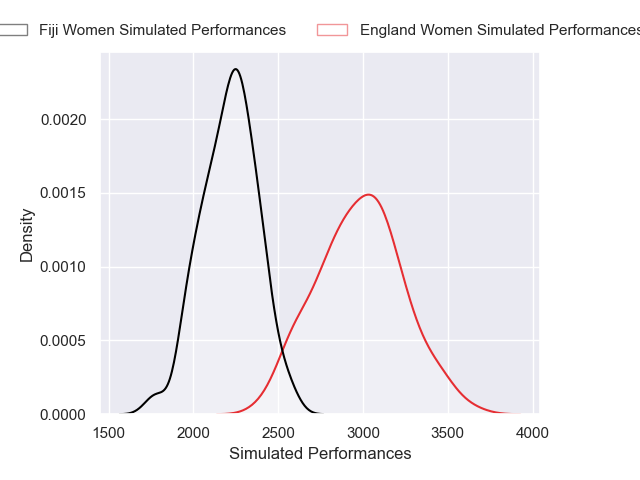 Fiji Women Simulated Performances England Women Simulated Performances
0.0020
0.0015
0.0010
0.0005
0.0000
Density
1500 2000 2500 3000 3500 4000
Simulated Performances